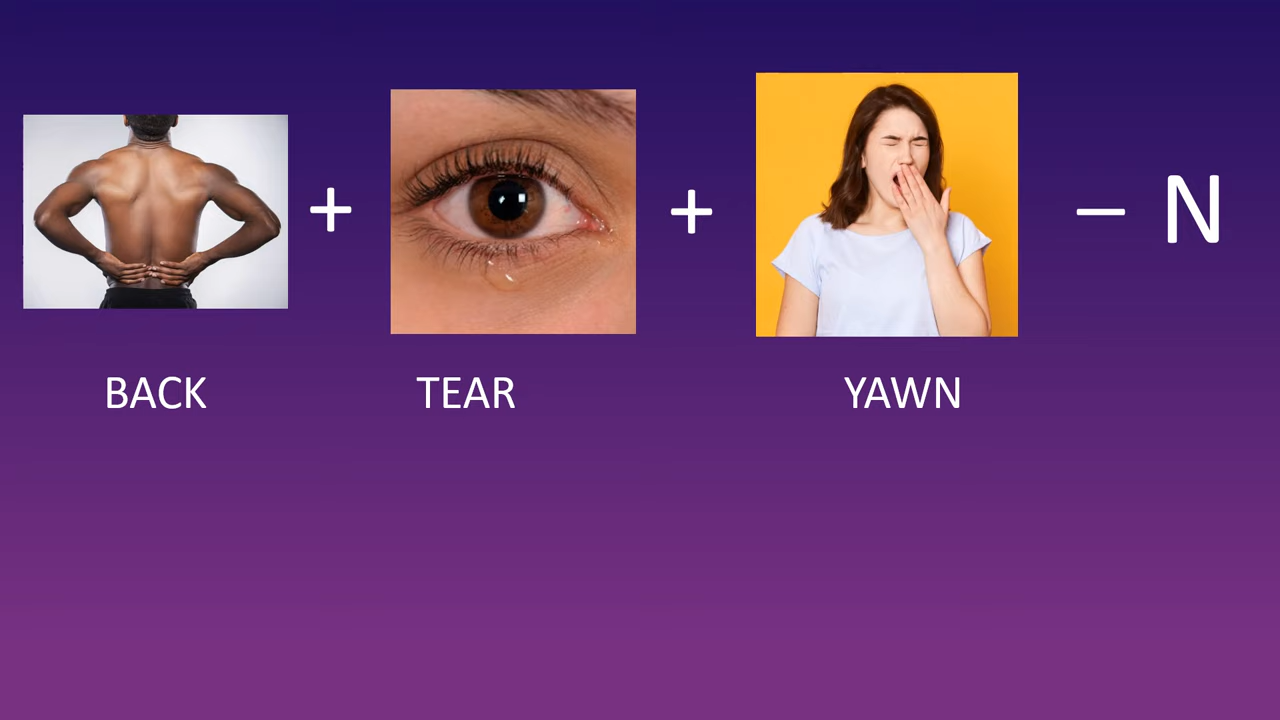 + + – N
BACK TEAR YAWN